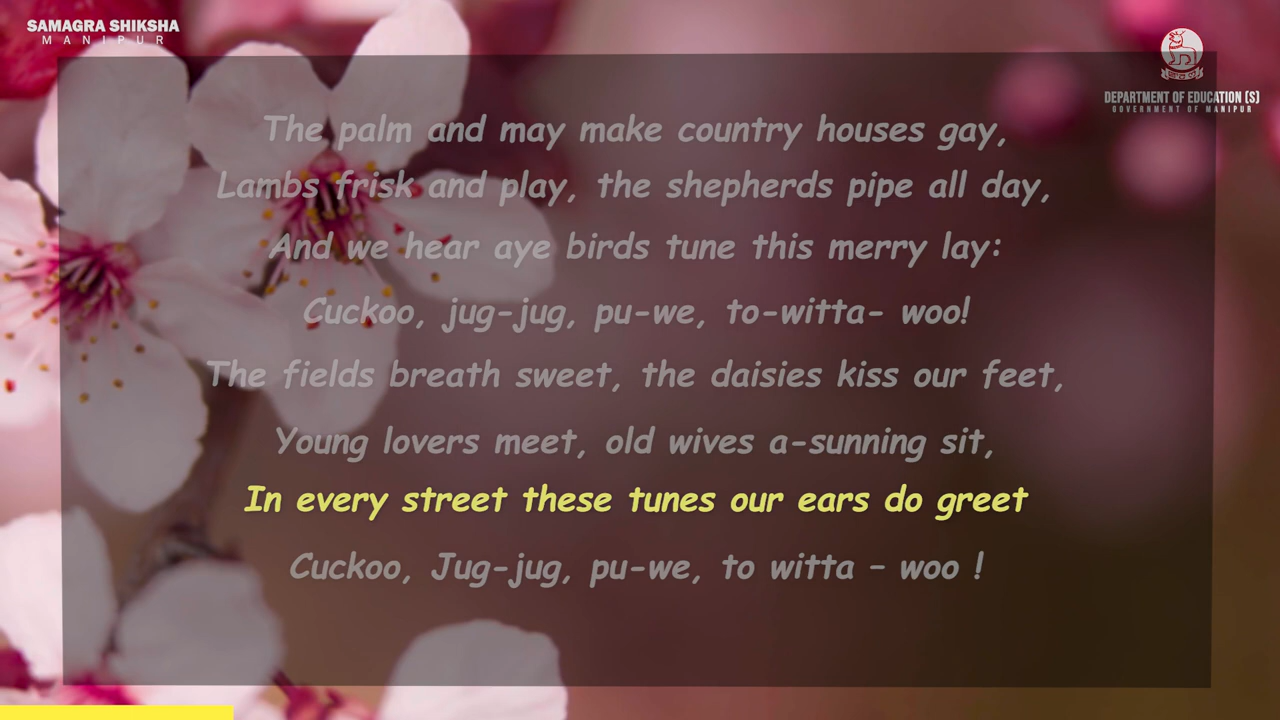 SAMAGRA SHIKSHA
MANIPUR
DEPARTMENT OF EDUCATION (S)
GOVERNMENT OF MANIPUR
The palm and may make country houses gay,
Lambs frisk and play, the shepherds pipe all day,
And we hear aye birds tune this merry lay:
Cuckoo, jug-jug, pu-we, to-witta- woo!
The fields breath sweet, the daisies kiss our feet,
Young lovers meet, old wives a-sunning sit,
In every street these tunes our ears do greet
Cuckoo, Jug-jug, pu-we, to witta - woo !